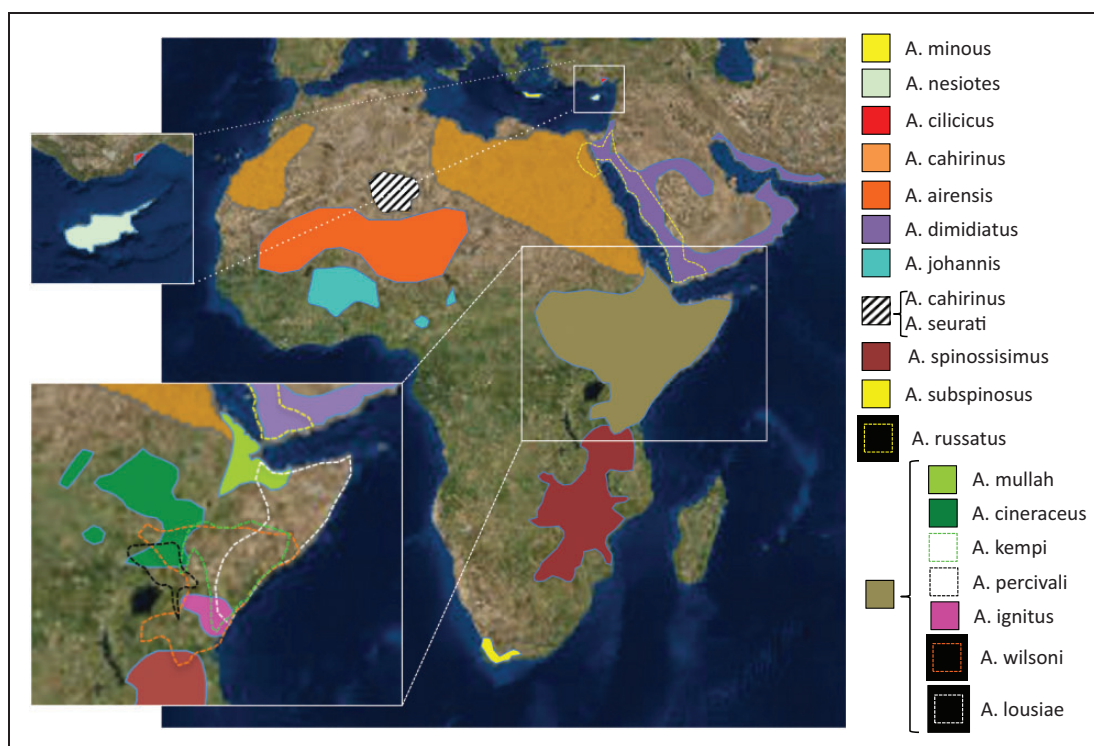 A. minous
A. nesiotes
A. cilicicus
A. cahirinus
A. airensis
A. dimidiatus
A. johannis
A. cahirinus
A. seurati
A. spinossisimus
A. subspinosus
A. russatus
A. mullah
A. cineraceus
A. kempi
A. percivali
A. ignitus
A. wilsoni
A. lousiae